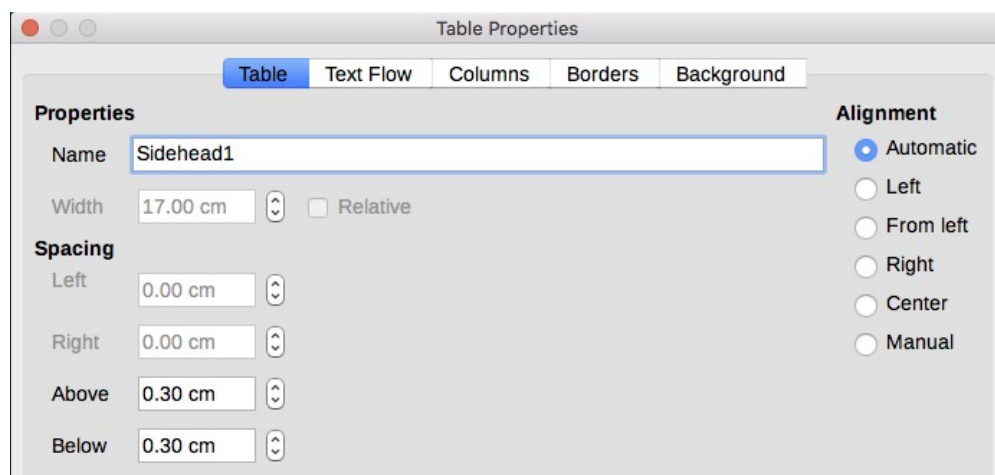 Table Properties
Table Text Flow Columns Borders Background
Properties
Name Sidehead1
Width 17.00 cm Relative
Spacing
Left 0.00 cm
Right 0.00 cm
Above 0.30 cm
Below 0.30 cm
Alignment
Automatic
Left
From left
Right
Center
Manual